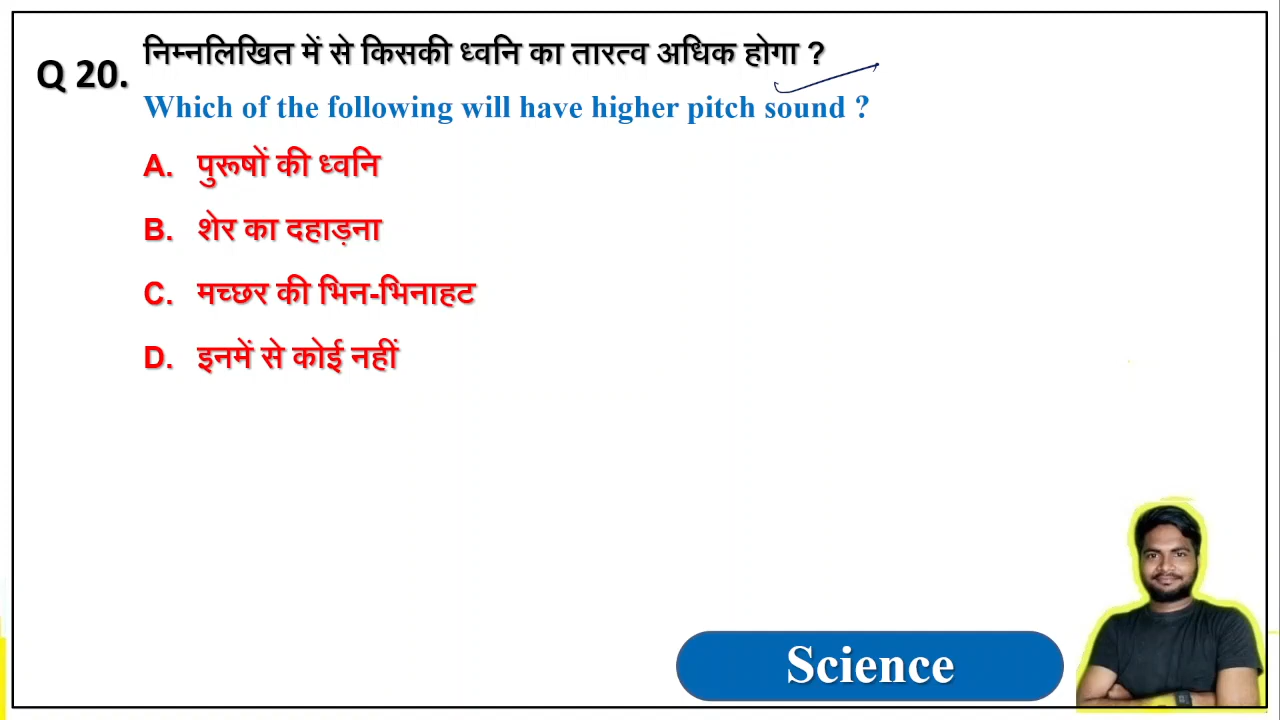 निम्नलिखित में से किसकी ध्वनि का तारत्व अधिक होगा ?
Q 20.
Which of the following will have higher pitch sound ?
A. पुरूषों की ध्वनि
B. शेर का दहाड़ना
C. मच्छर की भिन-भिनाहट
D. इनमें से कोई नहीं
Science